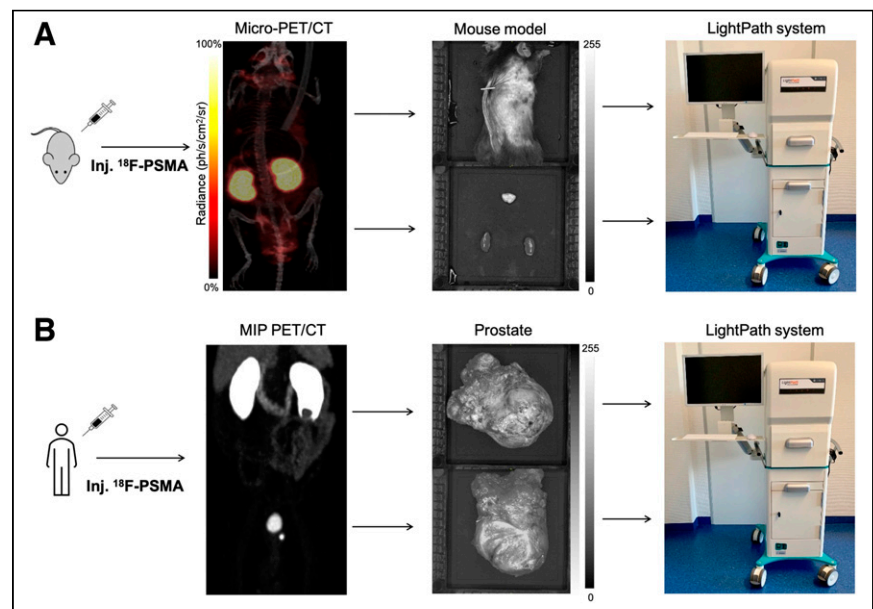 A
Micro-PET/CT
Mouse model
LightPath system
100%
255
Inj. ¹⁸F-PSMA
Radiance (ph/s/cm²/sr)
0%
0
B
MIP PET/CT
Prostate
LightPath system
255
Inj. ¹⁸F-PSMA
0